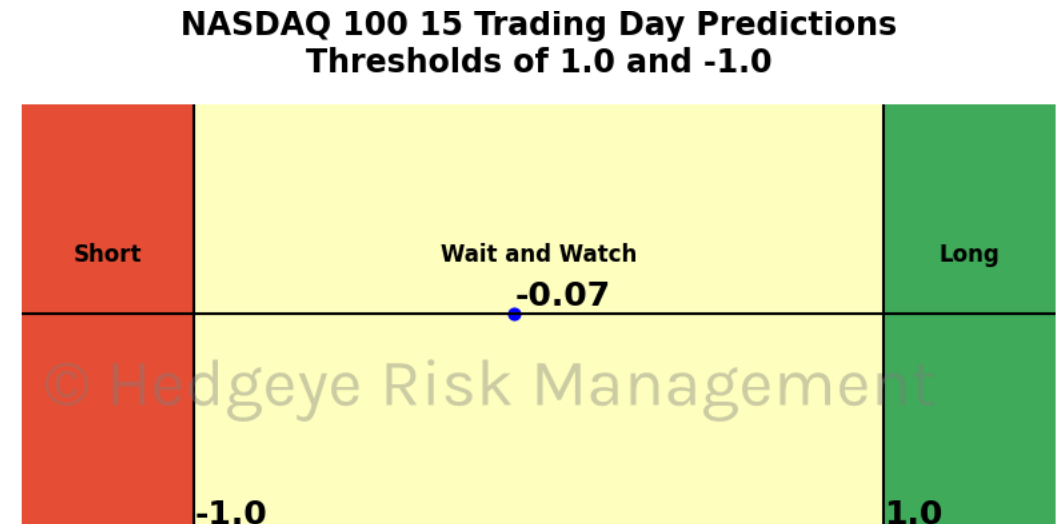 NASDAQ 100 15 Trading Day Predictions
Thresholds of 1.0 and -1.0
Short
Wait and Watch
Long
-0.07
© Hedgeye Risk Management
-1.0
1.0